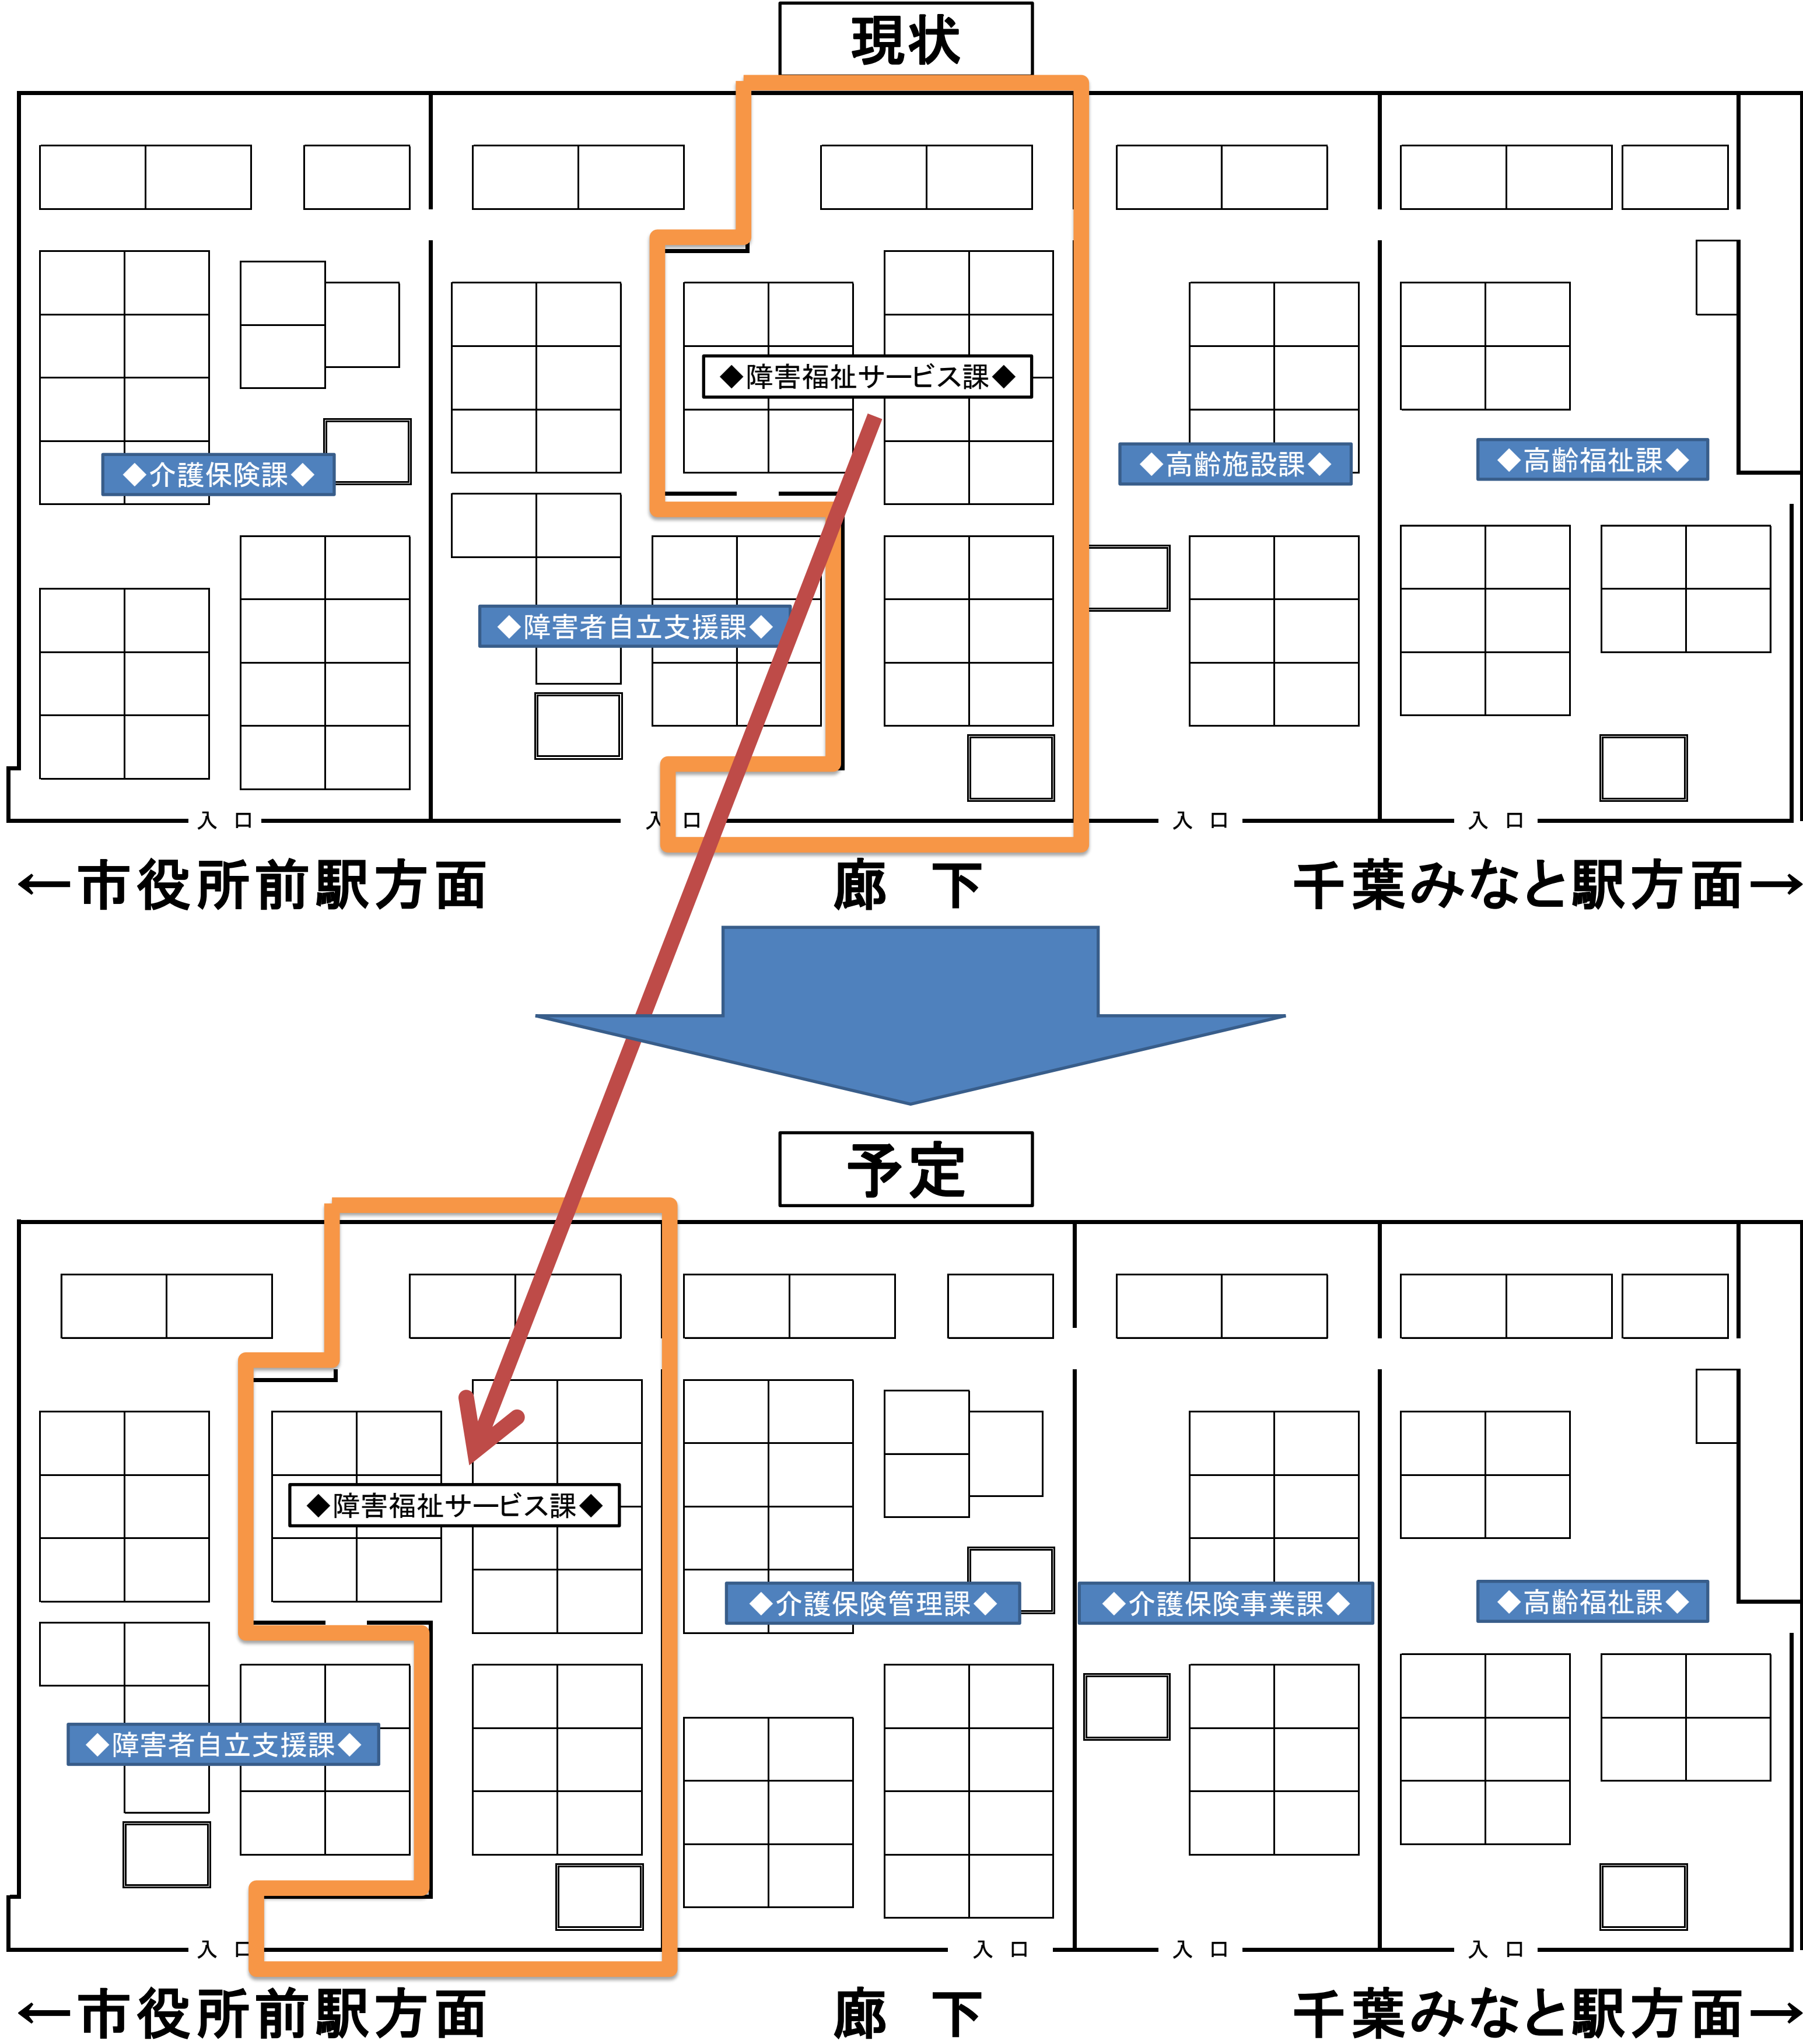 現状
◆障害福祉サービス課◆
◆介護保険課◆
◆高齢施設課◆
◆高齢福祉課◆
◆障害者自立支援課◆
入 口
入 口
入 口
入 口
←市役所前駅方面
廊 下
千葉みなと駅方面→
予定
◆障害福祉サービス課◆
◆介護保険管理課◆
◆介護保険事業課◆
◆高齢福祉課◆
◆障害者自立支援課◆
入 口
入 口
入 口
入 口
←市役所前駅方面
廊 下
千葉みなと駅方面→